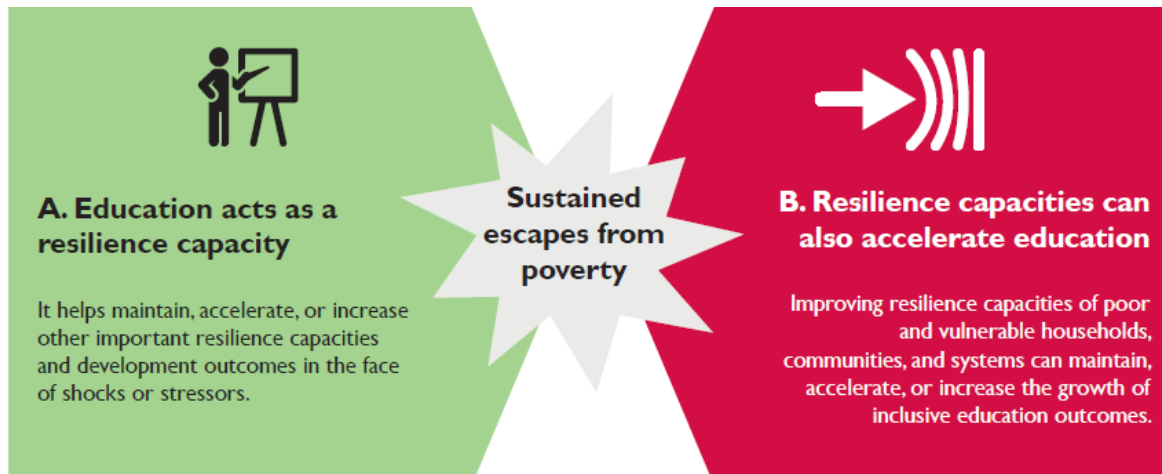 A. Education acts as a
resilience capacity
It helps maintain, accelerate, or increase
other important resilience capacities
and development outcomes in the face
of shocks or stressors.
Sustained
escapes from
poverty
B. Resilience capacities can
also accelerate education
Improving resilience capacities of poor
and vulnerable households,
communities, and systems can maintain,
accelerate, or increase the growth of
inclusive education outcomes.